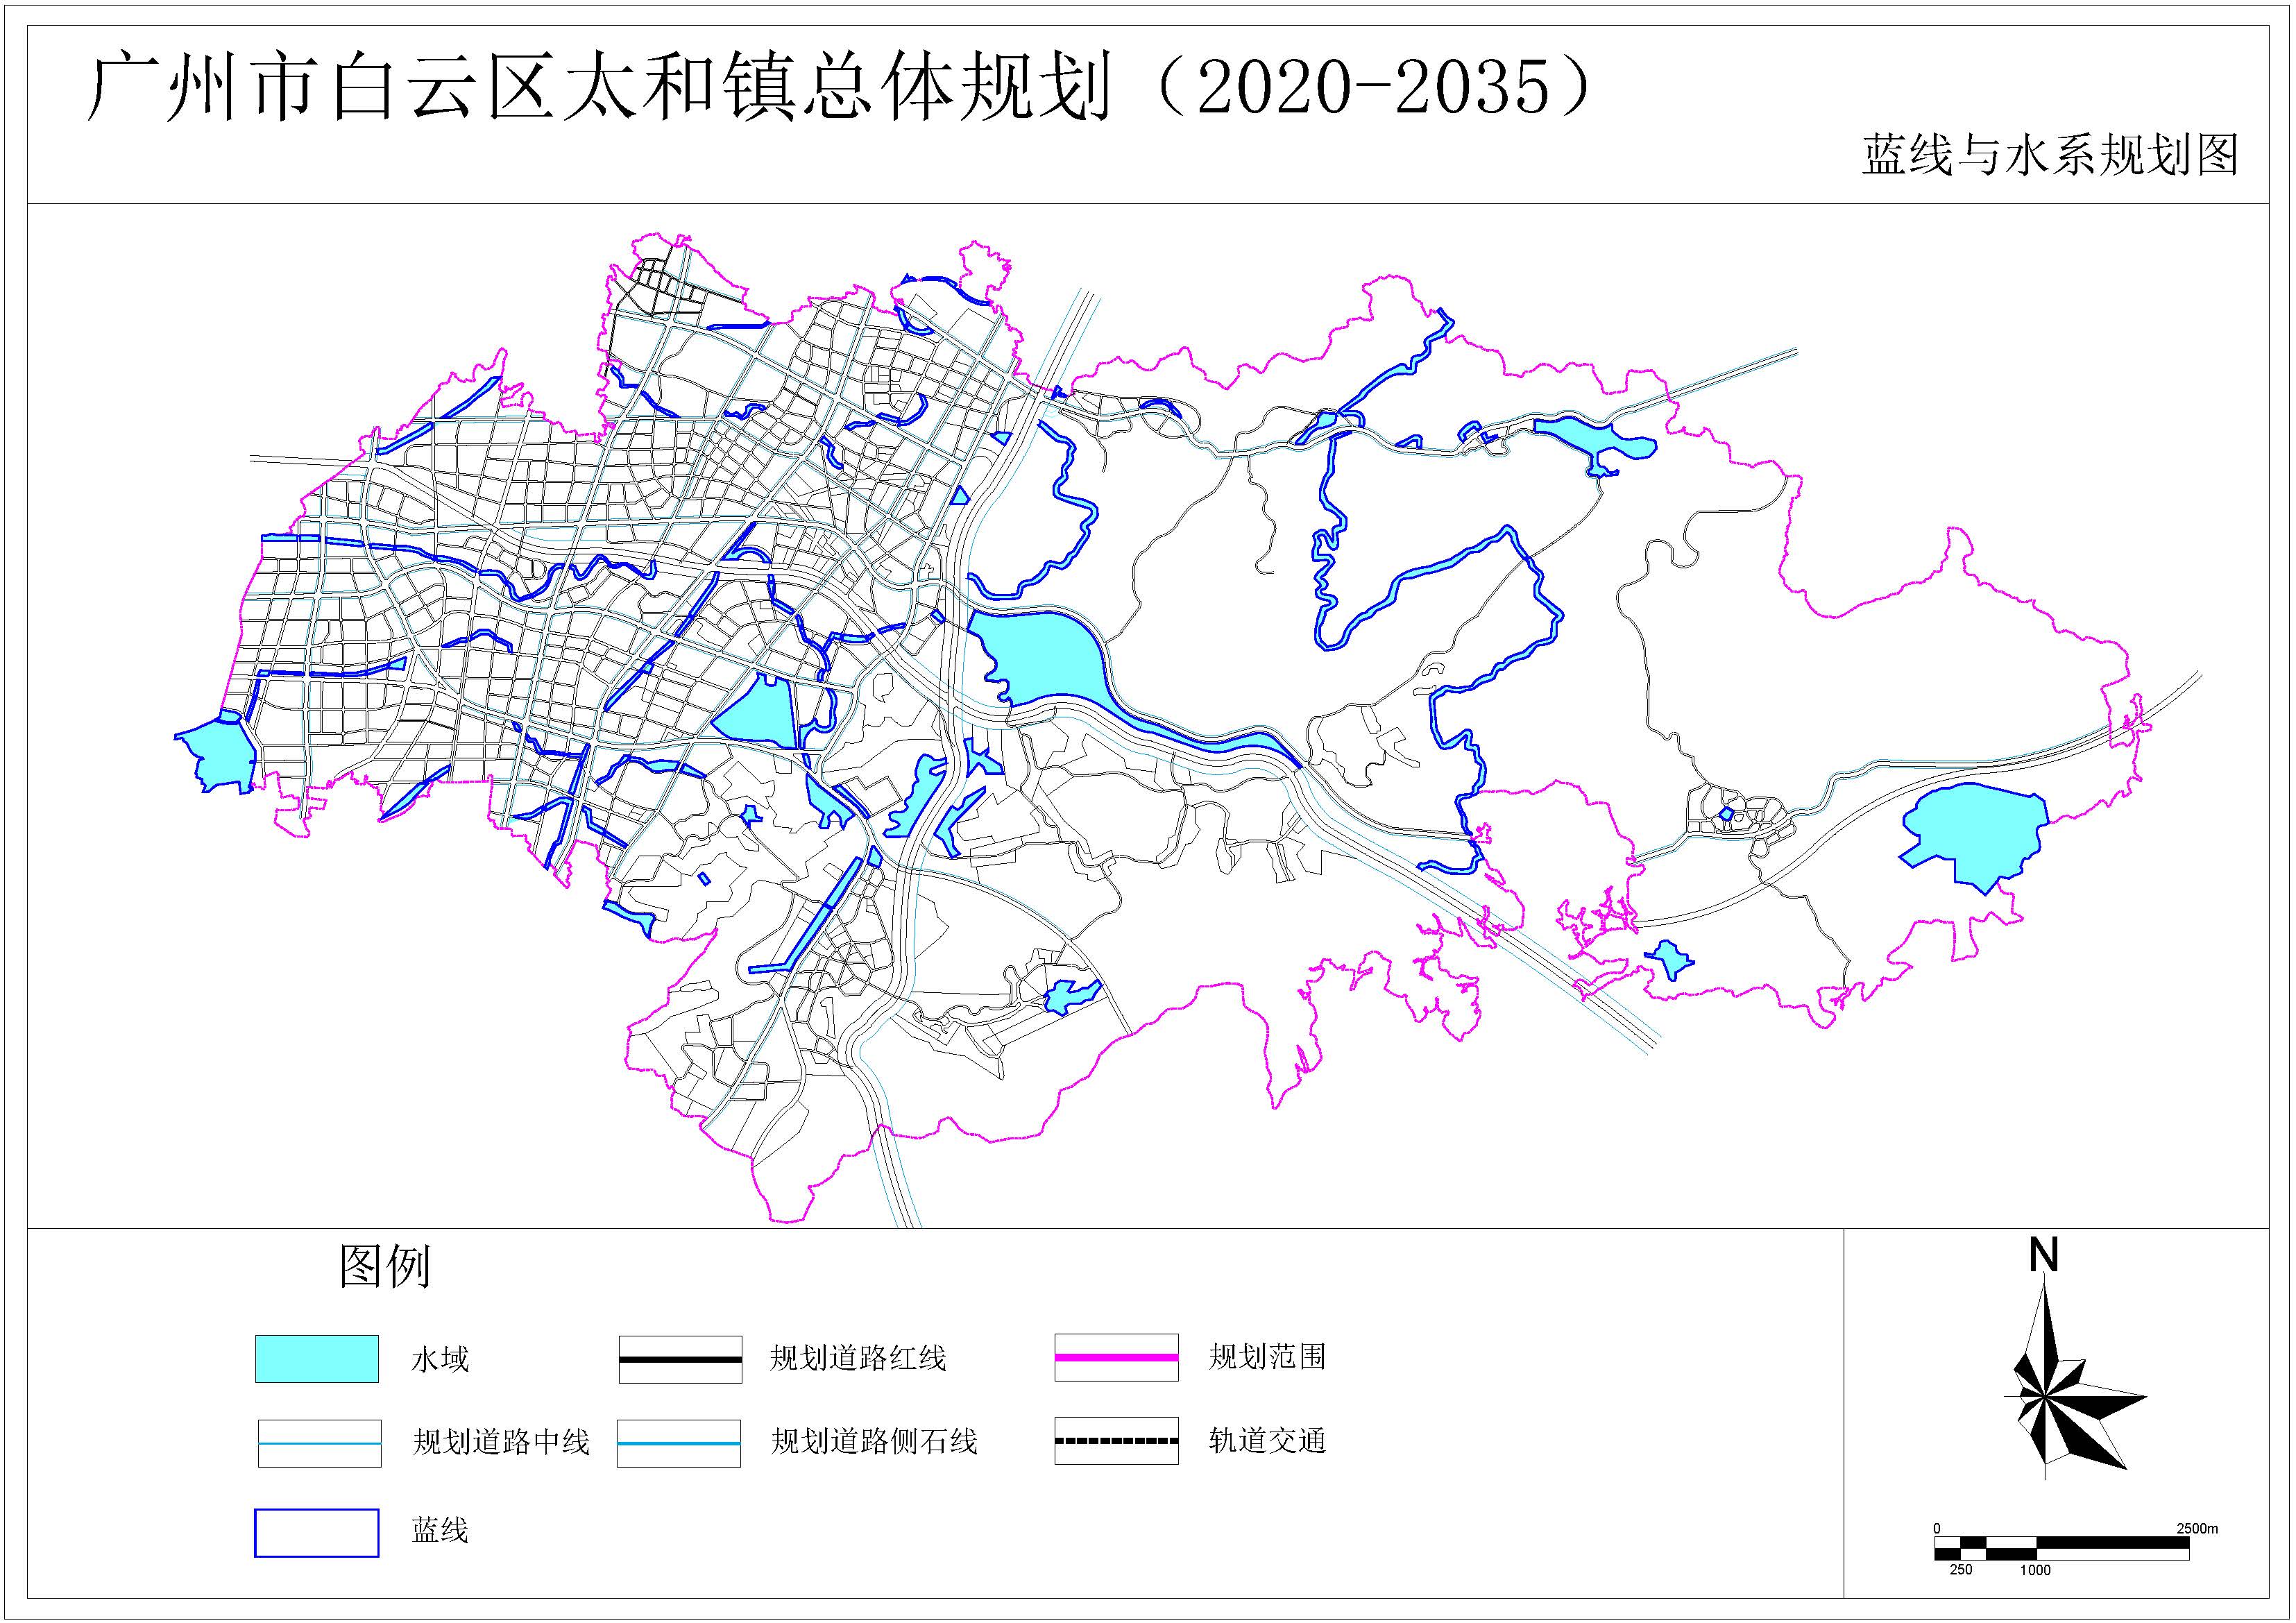 广州市白云区太和镇总体规划（2020-2035）
蓝线与水系规划图
图例
水域
规划道路红线
规划范围
规划道路中线
规划道路侧石线
轨道交通
蓝线
N
0
2500m
250
1000